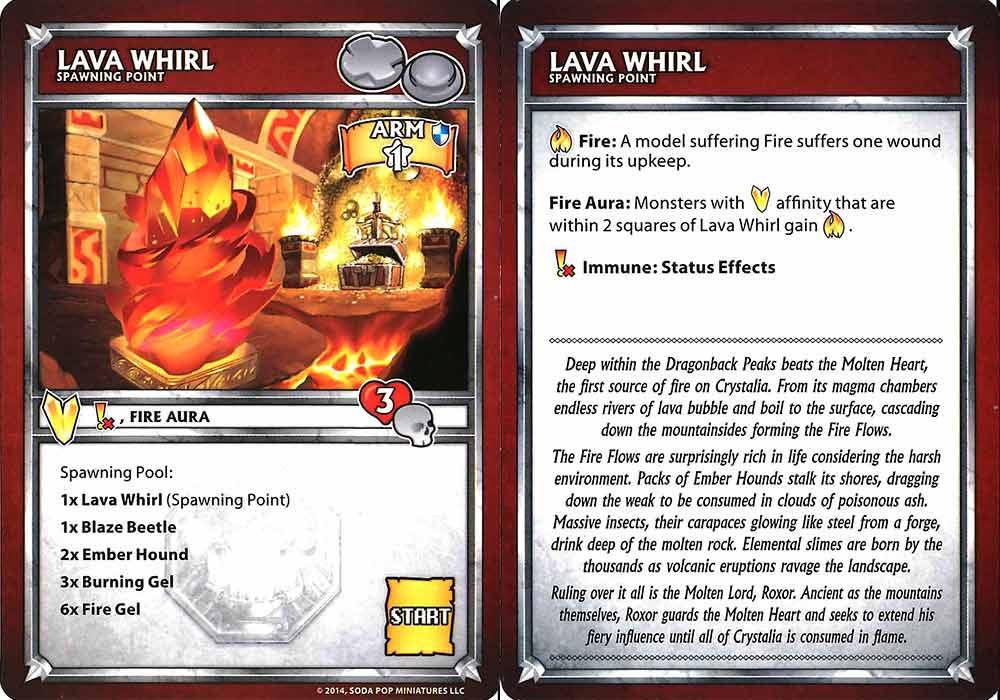 LAVA WHIRL
SPAWNING POINT
ARM
1
3
, FIRE AURA
Spawning Pool:
1x Lava Whirl (Spawning Point)
1x Blaze Beetle
2x Ember Hound
3x Burning Gel
6x Fire Gel
START
© 2014, SODA POP MINIATURES LLC
LAVA WHIRL
SPAWNING POINT
Fire: A model suffering Fire suffers one wound
during its upkeep.
Fire Aura: Monsters with affinity that are
within 2 squares of Lava Whirl gain .
Immune: Status Effects
Deep within the Dragonback Peaks beats the Molten Heart,
the first source of fire on Crystalia. From its magma chambers
endless rivers of lava bubble and boil to the surface, cascading
down the mountainsides forming the Fire Flows.
The Fire Flows are surprisingly rich in life considering the harsh
environment. Packs of Ember Hounds stalk its shores, dragging
down the weak to be consumed in clouds of poisonous ash.
Massive insects, their carapaces glowing like steel from a forge,
drink deep of the molten rock. Elemental slimes are born by the
thousands as volcanic eruptions ravage the landscape.
Ruling over it all is the Molten Lord, Roxor. Ancient as the mountains
themselves, Roxor guards the Molten Heart and seeks to extend his
fiery influence until all of Crystalia is consumed in flame.